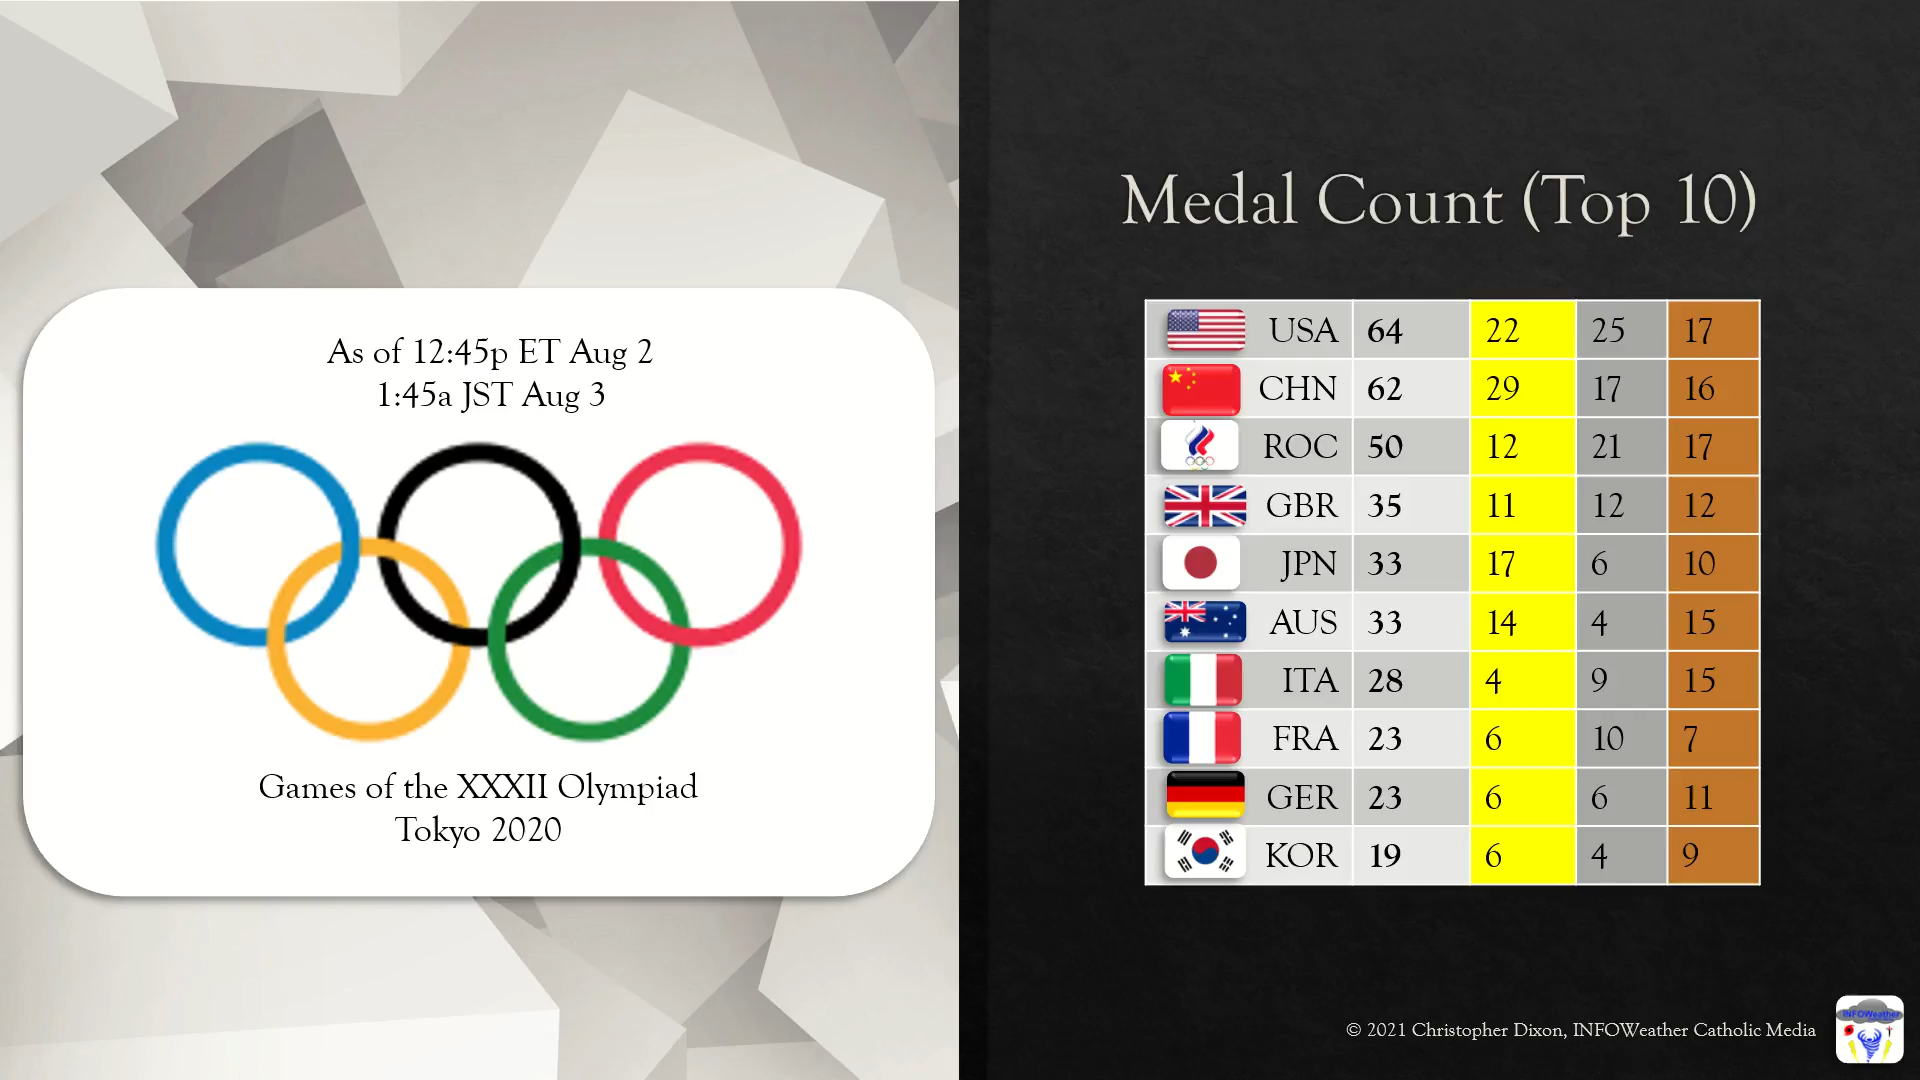 As of 12:45p ET Aug 2
1:45a JST Aug 3
Games of the XXXII Olympiad
Tokyo 2020
Medal Count (Top 10)
USA 64 22 25 17
CHN 62 29 17 16
ROC 50 12 21 17
GBR 35 11 12 12
JPN 33 17 6 10
AUS 33 14 4 15
ITA 28 4 9 15
FRA 23 6 10 7
GER 23 6 6 11
KOR 19 6 4 9
© 2021 Christopher Dixon, INFOWeather Catholic Media
INFOWeather